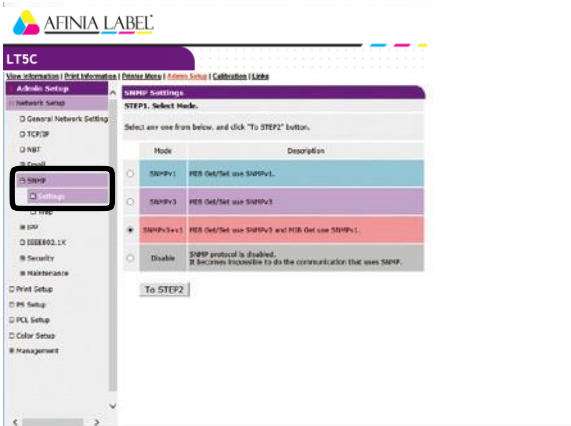 AFINIA LABEL
LT5C
View Information | Print Information | Printer Menu | Admin Setup | Calibration | Links
Admin Setup
Network Setup
General Network Setting
TCP/IP
NBT
Email
SNMP
Settings
Trap
IPP
IEEE802.1X
Security
Maintenance
Print Setup
PS Setup
PCL Setup
Color Setup
Management
SNMP Settings
STEP1. Select Mode.
Select any one from below, and click "To STEP2" button.
Mode Description
SNMPv1 MIB Get/Set use SNMPv1.
SNMPv3 MIB Get/Set use SNMPv3
SNMPv3+v1 MIB Get/Set use SNMPv3 and MIB Get use SNMPv1.
Disable SNMP protocol is disabled.
It becomes impossible to do the communication that uses SNMP.
To STEP2